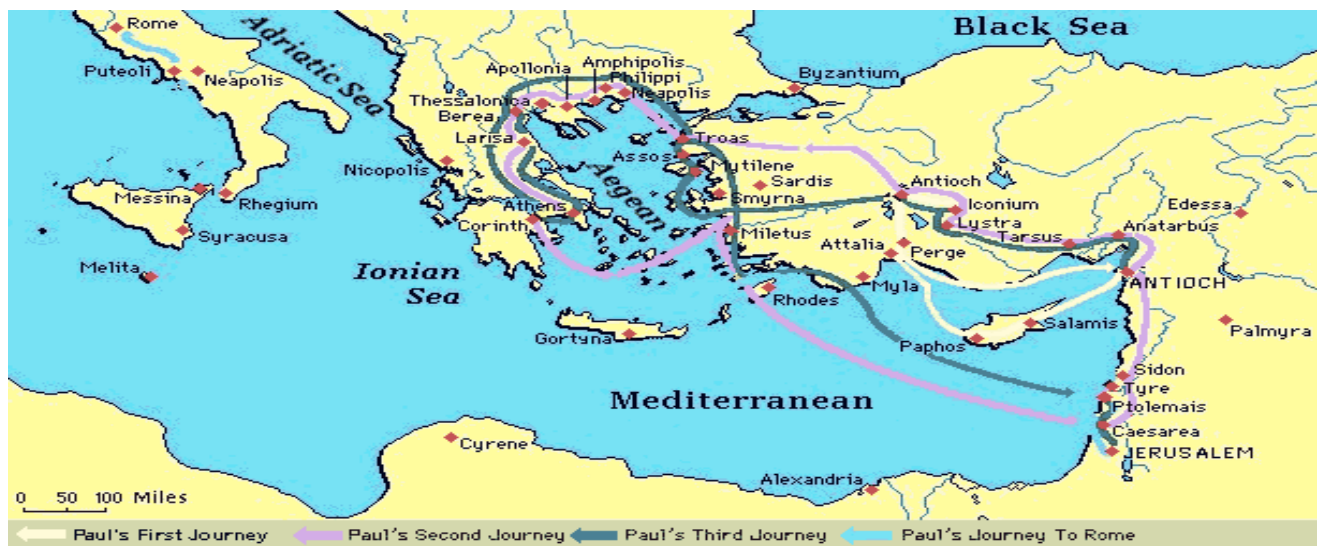 Black Sea
Rome
Adriatic Sea
Puteoli
Neapolis
Amphipolis
Apollonia
Philippi
Neapolis
Byzantium
Thessalonica
Berea
Larisa
Troas
Assos
Mytilene
Nicopolis
Aegean
Sardis
Smyrna
Antioch
Iconium
Lystra
Edessa
Messina
Rhegium
Syracusa
Athens
Corinth
Miletus
Tarsus
Anatarbus
Attalia
Perge
Melita
Ionian
Sea
Rhodes
Myla
ANTIOCH
Salamis
Paphos
Palmyra
Gortyna
Sidon
Tyre
Ptolemais
Mediterranean
Caesarea
Cyrene
JERUSALEM
Alexandria
0 50 100 Miles
Paul's First Journey
Paul's Second Journey
Paul's Third Journey
Paul's Journey To Rome